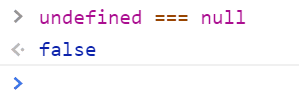 undefined === null
false